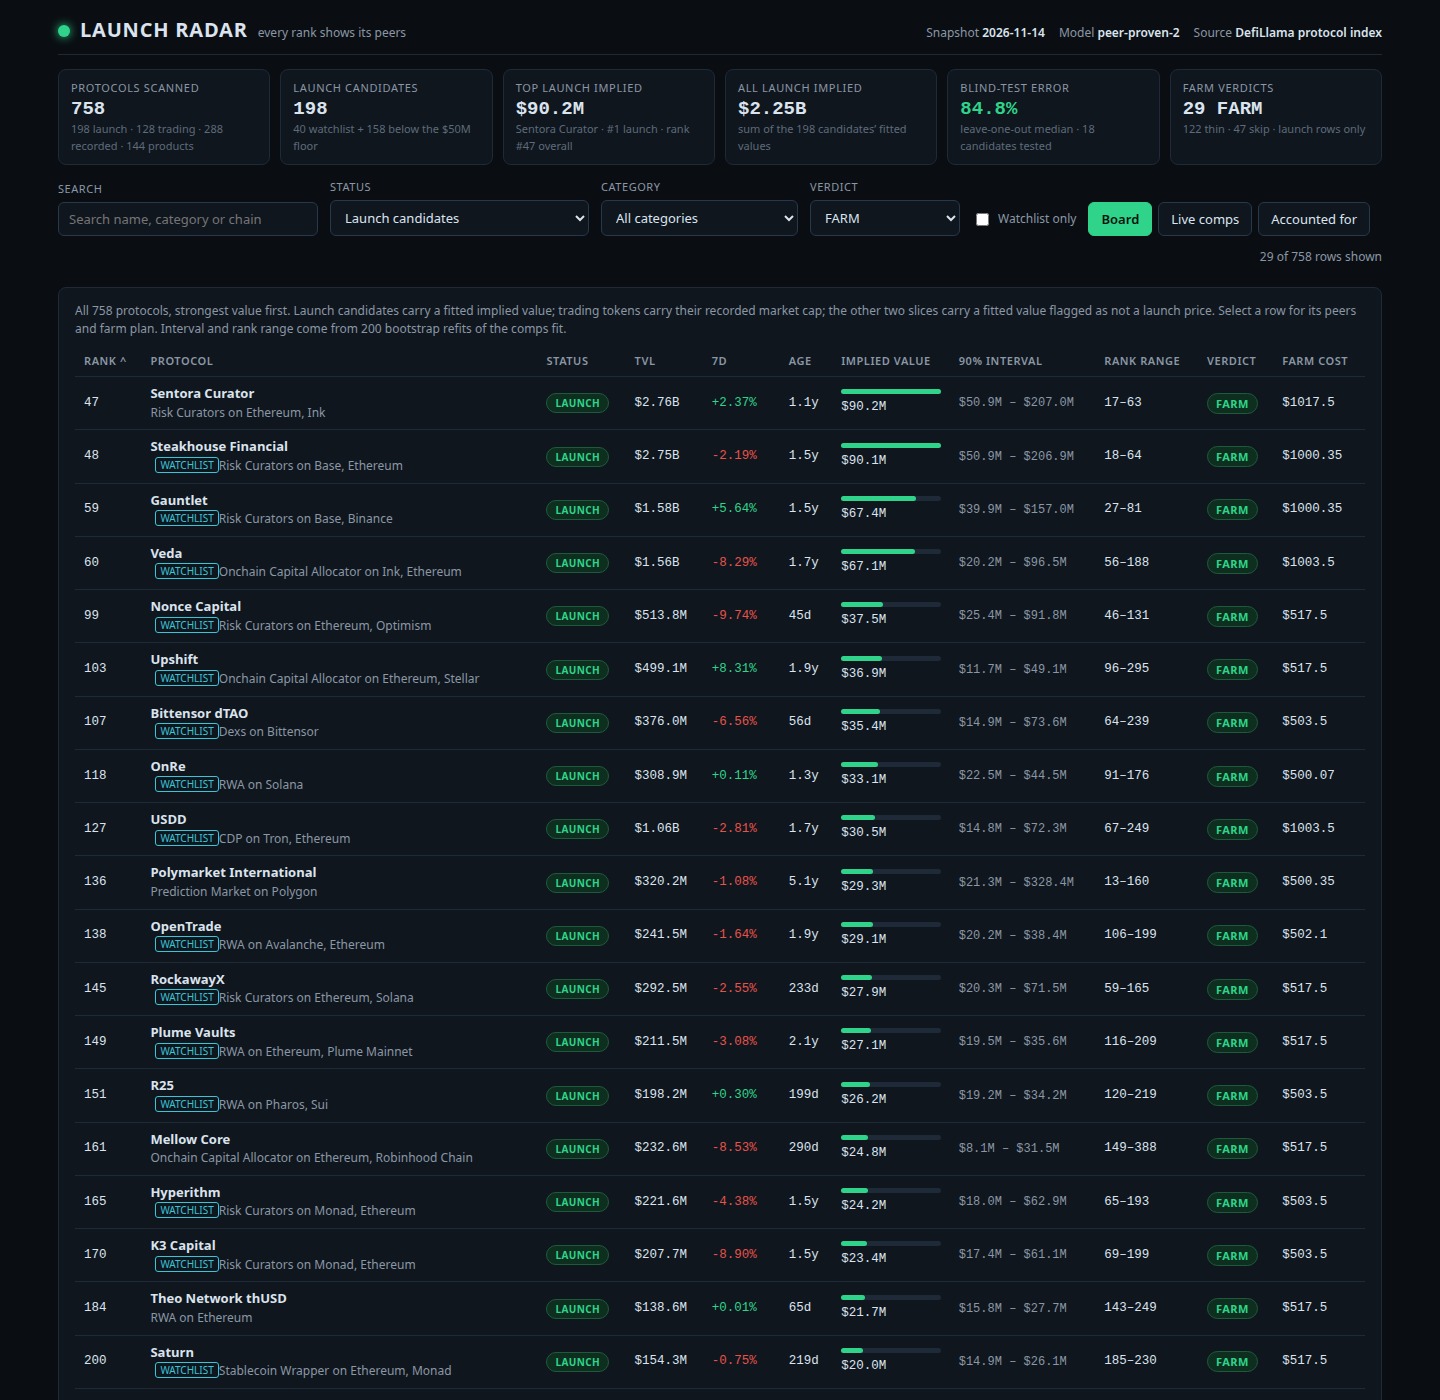 LAUNCH RADAR every rank shows its peers
Snapshot 2026-11-14 Model peer-proven-2 Source DefiLlama protocol index
PROTOCOLS SCANNED
758
198 launch · 128 trading · 288
recorded · 144 products
LAUNCH CANDIDATES
198
40 watchlist + 158 below the $50M
floor
TOP LAUNCH IMPLIED
$90.2M
Sentora Curator · #1 launch · rank
#47 overall
ALL LAUNCH IMPLIED
$2.25B
sum of the 198 candidates' fitted
values
BLIND-TEST ERROR
84.8%
leave-one-out median · 18
candidates tested
FARM VERDICTS
29 FARM
122 thin · 47 skip · launch rows only
SEARCH
Search name, category or chain
STATUS
Launch candidates
CATEGORY
All categories
VERDICT
FARM
Watchlist only
Board
Live comps
Accounted for
29 of 758 rows shown
All 758 protocols, strongest value first. Launch candidates carry a fitted implied value; trading tokens carry their recorded market cap; the other two slices carry a fitted value flagged as not a launch price. Select a row for its peers
and farm plan. Interval and rank range come from 200 bootstrap refits of the comps fit.
RANK ^ PROTOCOL STATUS TVL 7D AGE IMPLIED VALUE 90% INTERVAL RANK RANGE VERDICT FARM COST
47 Sentora Curator LAUNCH $2.76B +2.37% 1.1y $90.2M $50.9M – $207.0M 17–63 FARM $1017.5
Risk Curators on Ethereum, Ink
48 Steakhouse Financial LAUNCH $2.75B -2.19% 1.5y $90.1M $50.9M – $206.9M 18–64 FARM $1000.35
WATCHLIST Risk Curators on Base, Ethereum
59 Gauntlet LAUNCH $1.58B +5.64% 1.5y $67.4M $39.9M – $157.0M 27–81 FARM $1000.35
WATCHLIST Risk Curators on Base, Binance
60 Veda LAUNCH $1.56B -8.29% 1.7y $67.1M $20.2M – $96.5M 56–188 FARM $1003.5
WATCHLIST Onchain Capital Allocator on Ink, Ethereum
99 Nonce Capital LAUNCH $513.8M -9.74% 45d $37.5M $25.4M – $91.8M 46–131 FARM $517.5
WATCHLIST Risk Curators on Ethereum, Optimism
103 Upshift LAUNCH $499.1M +8.31% 1.9y $36.9M $11.7M – $49.1M 96–295 FARM $517.5
WATCHLIST Onchain Capital Allocator on Ethereum, Stellar
107 Bittensor dTAO LAUNCH $376.0M -6.56% 56d $35.4M $14.9M – $73.6M 64–239 FARM $503.5
WATCHLIST Dexs on Bittensor
118 OnRe LAUNCH $308.9M +0.11% 1.3y $33.1M $22.5M – $44.5M 91–176 FARM $500.07
WATCHLIST RWA on Solana
127 USDD LAUNCH $1.06B -2.81% 1.7y $30.5M $14.8M – $72.3M 67–249 FARM $1003.5
WATCHLIST CDP on Tron, Ethereum
136 Polymarket International LAUNCH $320.2M -1.08% 5.1y $29.3M $21.3M – $328.4M 13–160 FARM $500.35
Prediction Market on Polygon
138 OpenTrade LAUNCH $241.5M -1.64% 1.9y $29.1M $20.2M – $38.4M 106–199 FARM $502.1
WATCHLIST RWA on Avalanche, Ethereum
145 RockawayX LAUNCH $292.5M -2.55% 233d $27.9M $20.3M – $71.5M 59–165 FARM $517.5
WATCHLIST Risk Curators on Ethereum, Solana
149 Plume Vaults LAUNCH $211.5M -3.08% 2.1y $27.1M $19.5M – $35.6M 116–209 FARM $517.5
WATCHLIST RWA on Ethereum, Plume Mainnet
151 R25 LAUNCH $198.2M +0.30% 199d $26.2M $19.2M – $34.2M 120–219 FARM $503.5
WATCHLIST RWA on Pharos, Sui
161 Mellow Core LAUNCH $232.6M -8.53% 290d $24.8M $8.1M – $31.5M 149–388 FARM $517.5
Onchain Capital Allocator on Ethereum, Robinhood Chain
165 Hyperithm LAUNCH $221.6M -4.38% 1.5y $24.2M $18.0M – $62.9M 65–193 FARM $503.5
WATCHLIST Risk Curators on Monad, Ethereum
170 K3 Capital LAUNCH $207.7M -8.90% 1.5y $23.4M $17.4M – $61.1M 69–199 FARM $503.5
WATCHLIST Risk Curators on Monad, Ethereum
184 Theo Network thUSD LAUNCH $138.6M +0.01% 65d $21.7M $15.8M – $27.7M 143–249 FARM $517.5
RWA on Ethereum
200 Saturn LAUNCH $154.3M -0.75% 219d $20.0M $14.9M – $26.1M 185–230 FARM $517.5
WATCHLIST Stablecoin Wrapper on Ethereum, Monad